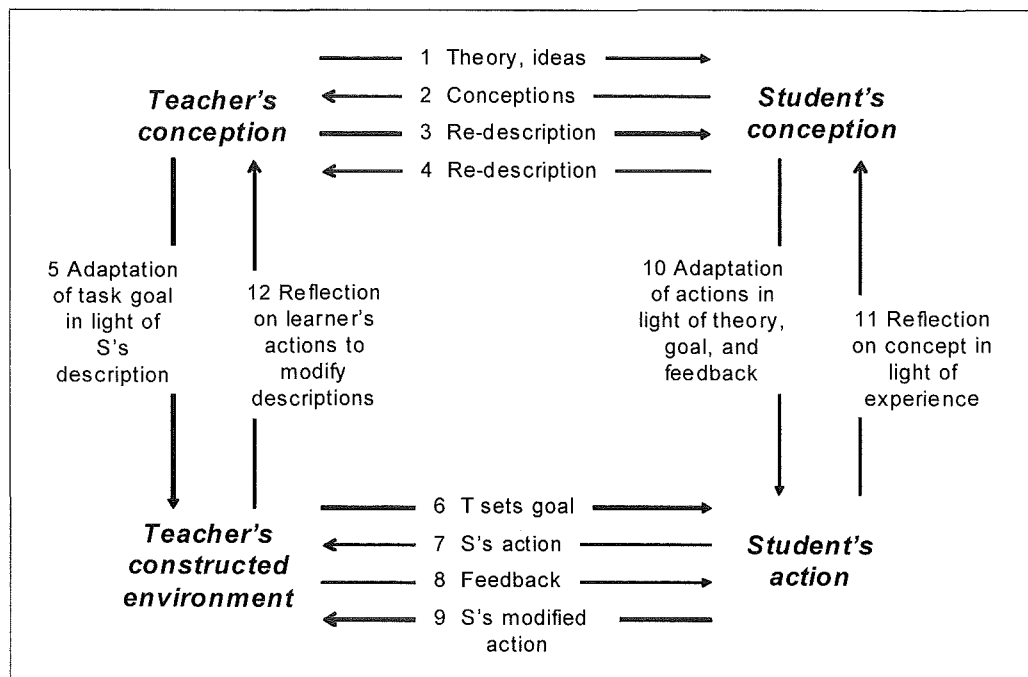 1 Theory, ideas
2 Conceptions
3 Re-description
4 Re-description
Teacher's
conception
Student's
conception
5 Adaptation
of task goal
in light of
S's
description
12 Reflection
on learner's
actions to
modify
descriptions
10 Adaptation
of actions in
light of theory,
goal, and
feedback
11 Reflection
on concept in
light of
experience
Teacher's
constructed
environment
6 T sets goal
7 S's action
8 Feedback
9 S's modified
action
Student's
action